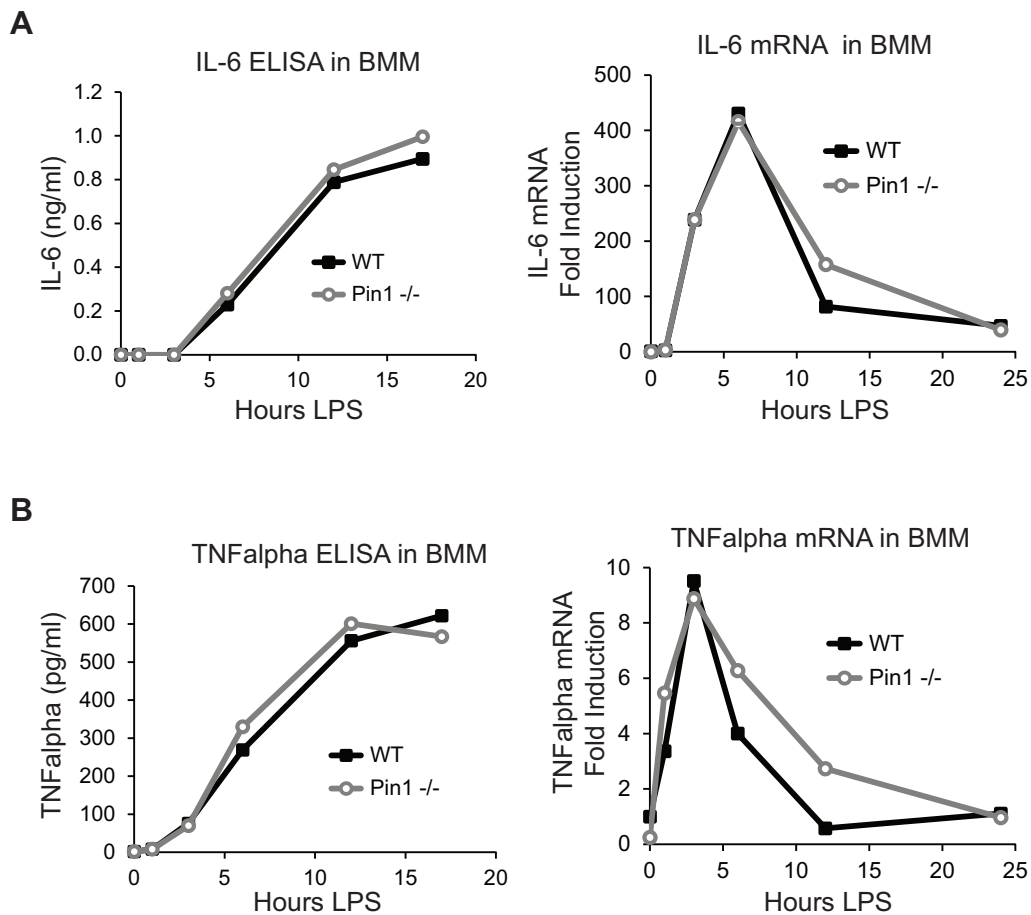 A
IL-6 ELISA in BMM
1.2
1.0
0.8
0.6
0.4
0.2
0.0
IL-6 (ng/ml)
WT
Pin1 -/-
0 5 10 15 20
Hours LPS
IL-6 mRNA in BMM
500
400
300
200
100
0
IL-6 mRNA
Fold Induction
WT
Pin1 -/-
0 5 10 15 20 25
Hours LPS
B
TNFalpha ELISA in BMM
700
600
500
400
300
200
100
0
TNFalpha (pg/ml)
WT
Pin1 -/-
0 5 10 15 20
Hours LPS
TNFalpha mRNA in BMM
10
8
6
4
2
0
TNFalpha mRNA
Fold Induction
WT
Pin1 -/-
0 5 10 15 20 25
Hours LPS